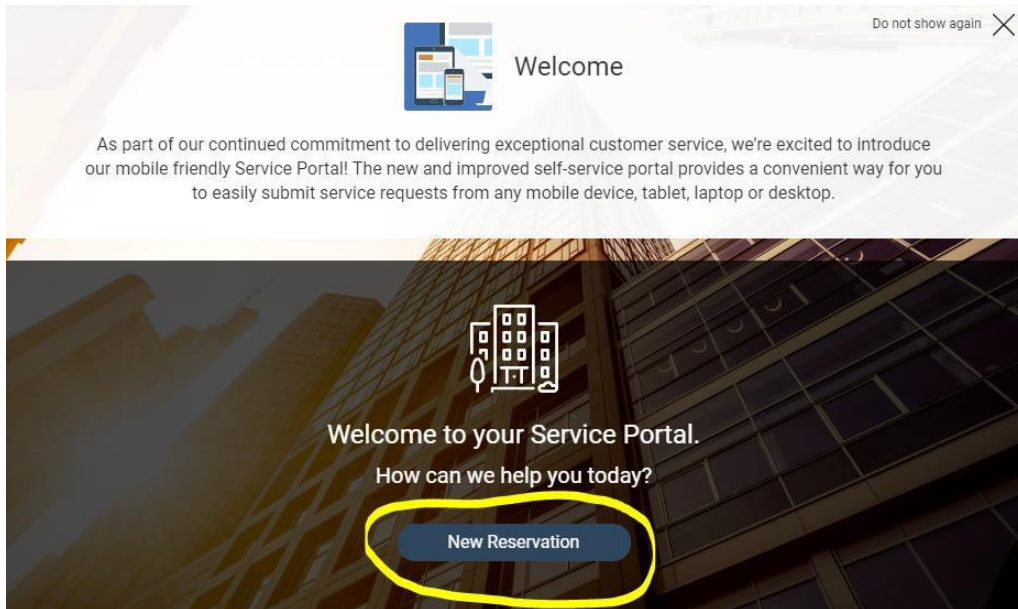 Do not show again
Welcome
As part of our continued commitment to delivering exceptional customer service, we’re excited to introduce
our mobile friendly Service Portal! The new and improved self-service portal provides a convenient way for you
to easily submit service requests from any mobile device, tablet, laptop or desktop.
Welcome to your Service Portal.
How can we help you today?
New Reservation